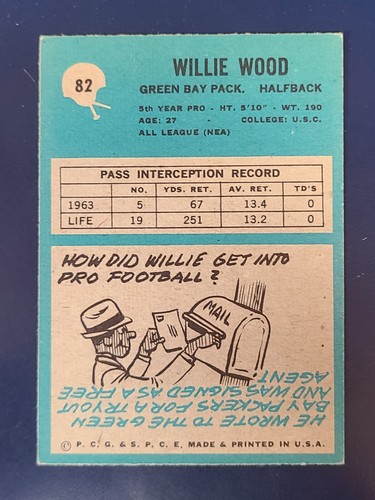 82
WILLIE WOOD
GREEN BAY PACK. HALFBACK
5th YEAR PRO - HT. 5'10" - WT. 190
AGE: 27 - COLLEGE: U.S.C.
ALL LEAGUE (NEA)
PASS INTERCEPTION RECORD
NO. YDS. RET. AV. RET. TD'S
1963 5 67 13.4 0
LIFE 19 251 13.2 0
HOW DID WILLIE GET INTO
PRO FOOTBALL?
MAIL
HE WROTE TO THE GREEN
BAY PACKERS FOR A TRYOUT
AND WAS SIGNED AS A FREE
AGENT
© P. C. G. & S. P. C. E, MADE & PRINTED IN U.S.A.